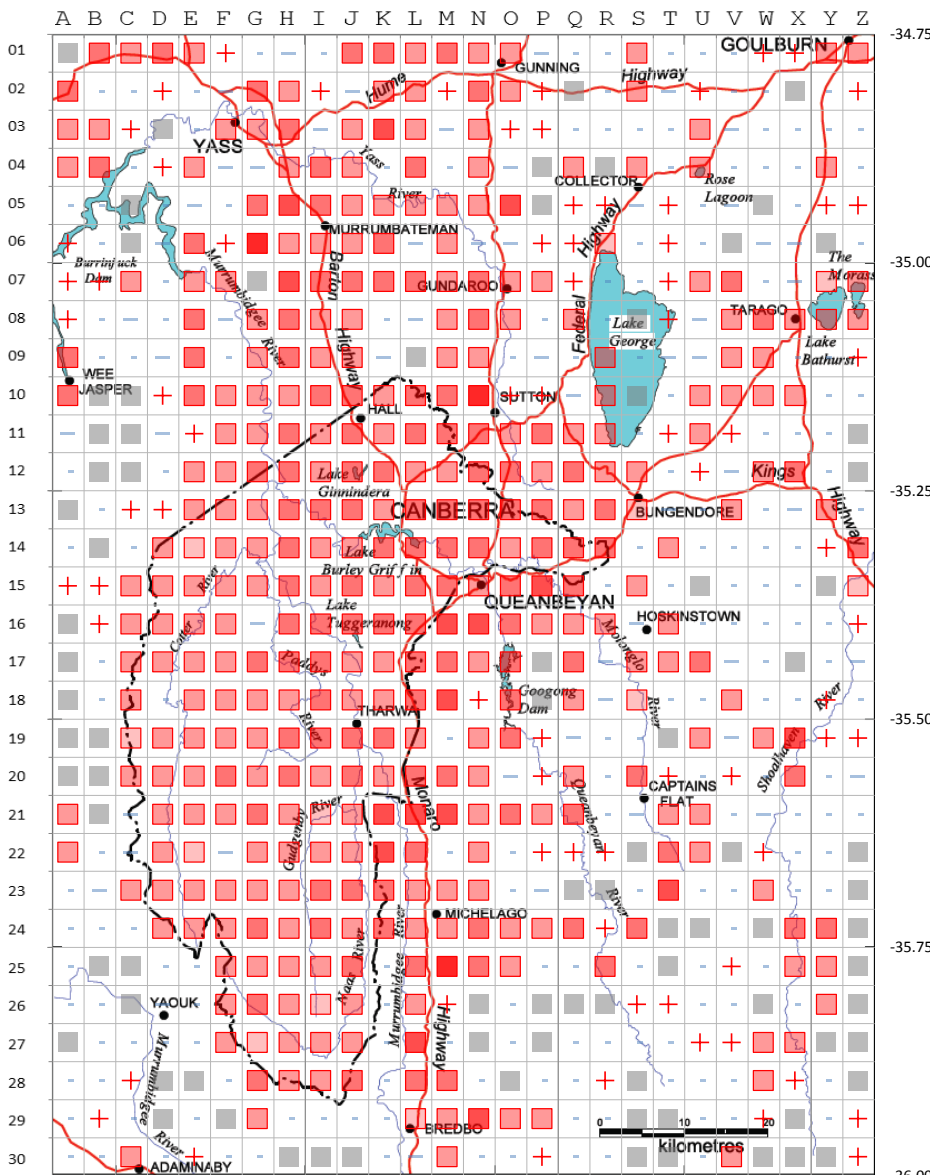 A B C D E F G H I J K L M N O P Q R S T U V W X Y Z
-34.75
01
GOULBURN
GUNNING
Hume
Highway
02
03
YASS
Yass
04
River
COLLECTOR
Rose
Lagoon
05
MURRUMBATEMAN
Highway
06
Burrinjuck
Dam
The
Morass
-35.00
Murrumbidgee
River
Barton
Highway
07
GUNDAROO
Federal
TARAGO
08
Lake
George
Lake
Bathurst
09
WEE
JASPER
10
SUTTON
HALL
11
12
Lake
Ginnindera
Kings
Highway
-35.25
13
CANBERRA
BUNGENDORE
14
Lake
Burley Griffin
15
River
Cotter
QUEANBEYAN
Lake
Tuggeranong
HOSKINSTOWN
16
Molonglo
River
17
Paddys
River
18
Googong
Dam
THARWA
River
Shoalhaven
-35.50
19
20
Monaro
Highway
Queanbeyan
River
CAPTAINS
FLAT
21
Gudgenby
River
22
23
MICHELAGO
24
-35.75
25
Naas
River
Murrumbidgee
River
26
YAOUK
27
Murrumbidgee
River
28
29
BREDBO
0 10 20
kilometres
30
ADAMINABY
-36.00